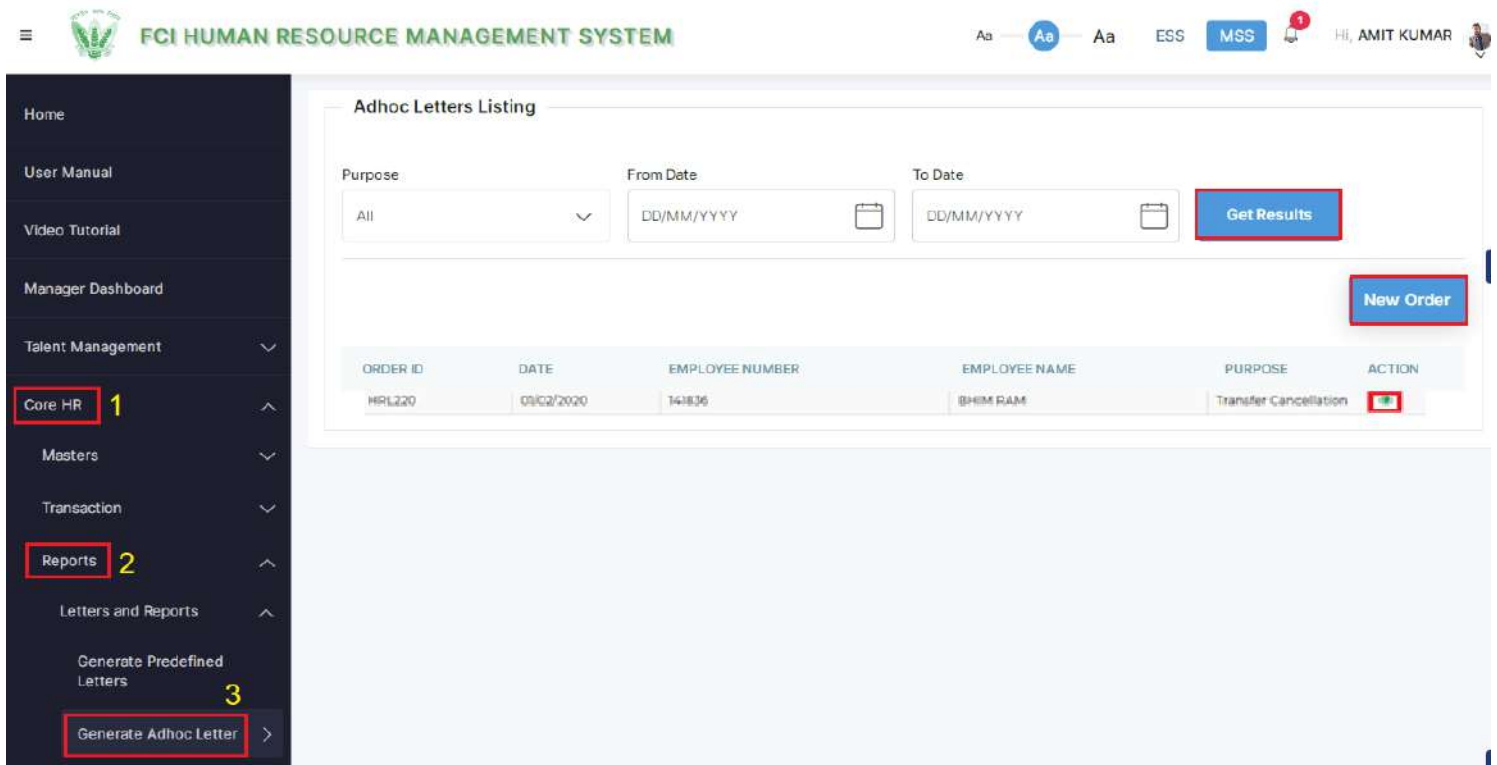 FCI HUMAN RESOURCE MANAGEMENT SYSTEM
Aa Aa Aa ESS MSS 1 Hi, AMIT KUMAR
Home
User Manual
Video Tutorial
Manager Dashboard
Talent Management
Core HR 1
Masters
Transaction
Reports 2
Letters and Reports
Generate Predefined
Letters
3
Generate Adhoc Letter
Adhoc Letters Listing
Purpose From Date To Date
All DD/MM/YYYY DD/MM/YYYY Get Results
New Order
ORDER ID DATE EMPLOYEE NUMBER EMPLOYEE NAME PURPOSE ACTION
HRL220 141836 BHIM RAM Transfer Cancellation